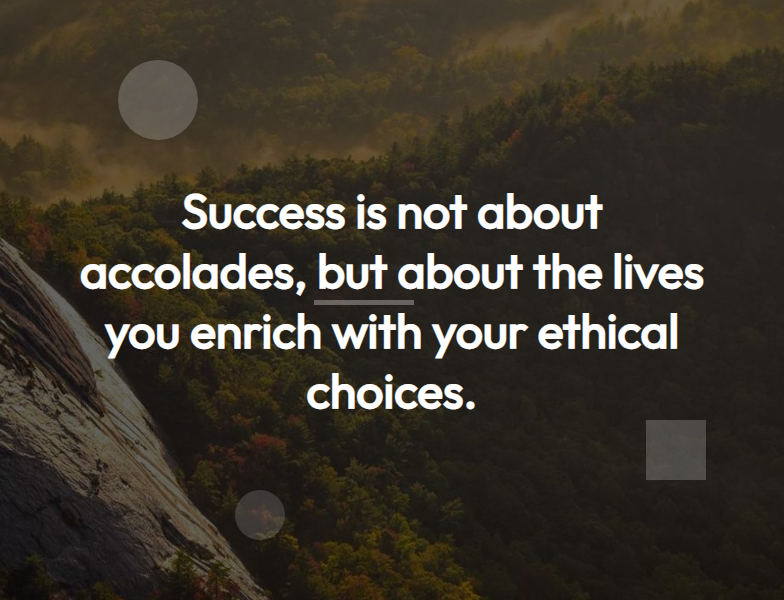 Success is not about
accolades, but about the lives
you enrich with your ethical
choices.